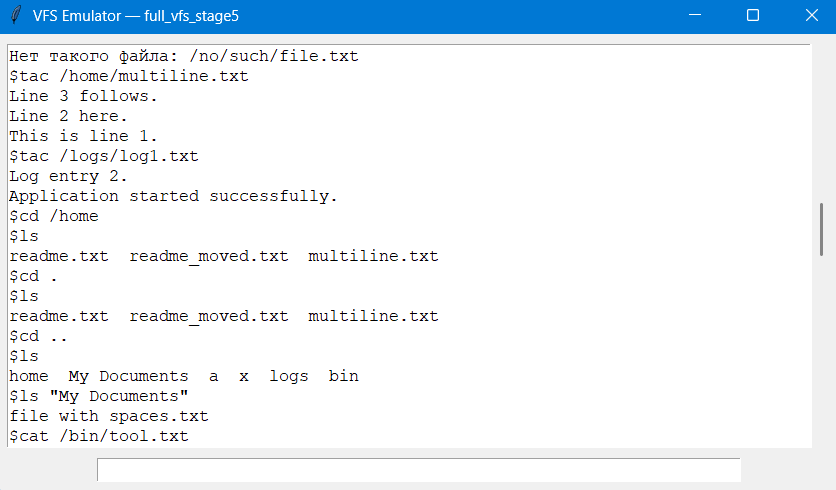 VFS Emulator — full_vfs_stage5
Нет такого файла: /no/such/file.txt
$tac /home/multiline.txt
Line 3 follows.
Line 2 here.
This is line 1.
$tac /logs/log1.txt
Log entry 2.
Application started successfully.
$cd /home
$ls
readme.txt  readme_moved.txt  multiline.txt
$cd .
$ls
readme.txt  readme_moved.txt  multiline.txt
$cd ..
$ls
home  My Documents  a  x  logs  bin
$ls "My Documents"
file with spaces.txt
$cat /bin/tool.txt